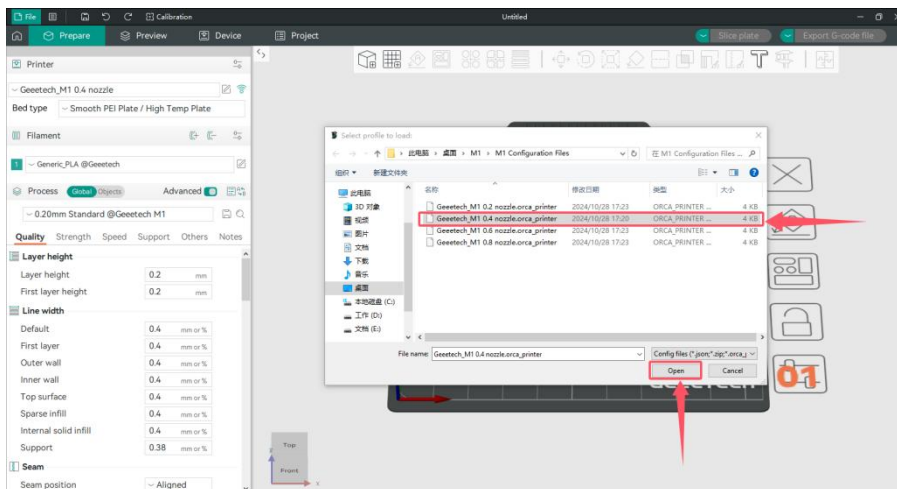 File
Calibration
Untitled
Prepare
Preview
Device
Project
Slice plate
Export G-code file
Printer
Geeetech_M1 0.4 nozzle
Bed type
Smooth PEI Plate / High Temp Plate
Filament
1
Generic_PLA @Geeetech
Process
Global
Objects
Advanced
0.20mm Standard @Geeetech M1
Quality
Strength
Speed
Support
Others
Notes
Layer height
Layer height 0.2 mm
First layer height 0.2 mm
Line width
Default 0.4 mm or %
First layer 0.4 mm or %
Outer wall 0.4 mm or %
Inner wall 0.4 mm or %
Top surface 0.4 mm or %
Sparse infill 0.4 mm or %
Internal solid infill 0.4 mm or %
Support 0.38 mm or %
Seam
Seam position Aligned
Select profile to load:
此电脑 › 桌面 › M1 › M1 Configuration Files
在 M1 Configuration Files ...
组织
新建文件夹
此电脑
3D 对象
视频
图片
文档
下载
音乐
桌面
本地磁盘 (C:)
工作 (D:)
文档 (E:)
名称 修改日期 类型 大小
Geeetech_M1 0.2 nozzle.orca_printer 2024/10/28 17:23 ORCA_PRINTER ... 4 KB
Geeetech_M1 0.4 nozzle.orca_printer 2024/10/28 17:20 ORCA_PRINTER ... 4 KB
Geeetech_M1 0.6 nozzle.orca_printer 2024/10/28 17:23 ORCA_PRINTER ... 4 KB
Geeetech_M1 0.8 nozzle.orca_printer 2024/10/28 17:23 ORCA_PRINTER ... 4 KB
File name: Geeetech_M1 0.4 nozzle.orca_printer
Config files (*.json;*.zip;*.orca_
Open
Cancel
01
Top
Front